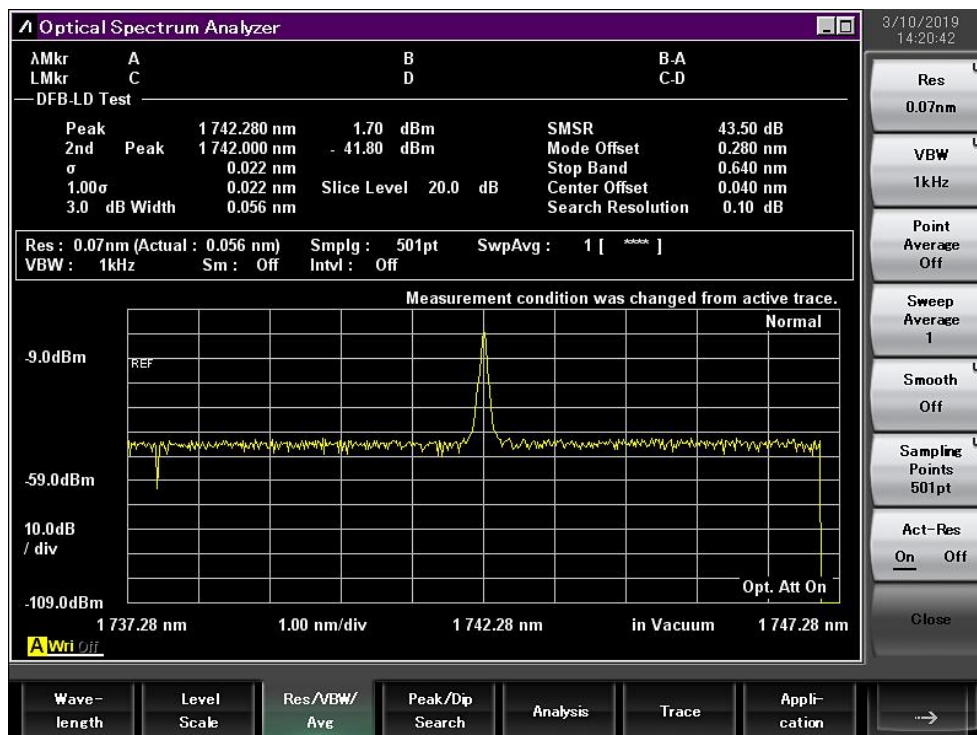 Optical Spectrum Analyzer
3/10/2019
14:20:42
λMkr A B B-A
LMkr C D C-D
DFB-LD Test
Peak 1 742.280 nm 1.70 dBm SMSR 43.50 dB
2nd Peak 1 742.000 nm - 41.80 dBm Mode Offset 0.280 nm
σ 0.022 nm Stop Band 0.640 nm
1.00σ 0.022 nm Slice Level 20.0 dB Center Offset 0.040 nm
3.0 dB Width 0.056 nm Search Resolution 0.10 dB
Res : 0.07nm (Actual : 0.056 nm) Smplg : 501pt SwpAvg : 1 [ **** ]
VBW : 1kHz Sm : Off Intvl : Off
Measurement condition was changed from active trace.
Normal
-9.0dBm
REF
-59.0dBm
10.0dB
/ div
Opt. Att On
-109.0dBm
1 737.28 nm 1.00 nm/div 1 742.28 nm in Vacuum 1 747.28 nm
A Wri Off
Res
0.07nm
VBW
1kHz
Point
Average
Off
Sweep
Average
1
Smooth
Off
Sampling
Points
501pt
Act-Res
On Off
Close
Wave-
length
Level
Scale
Res/VBW/
Avg
Peak/Dip
Search
Analysis
Trace
Appli-
cation